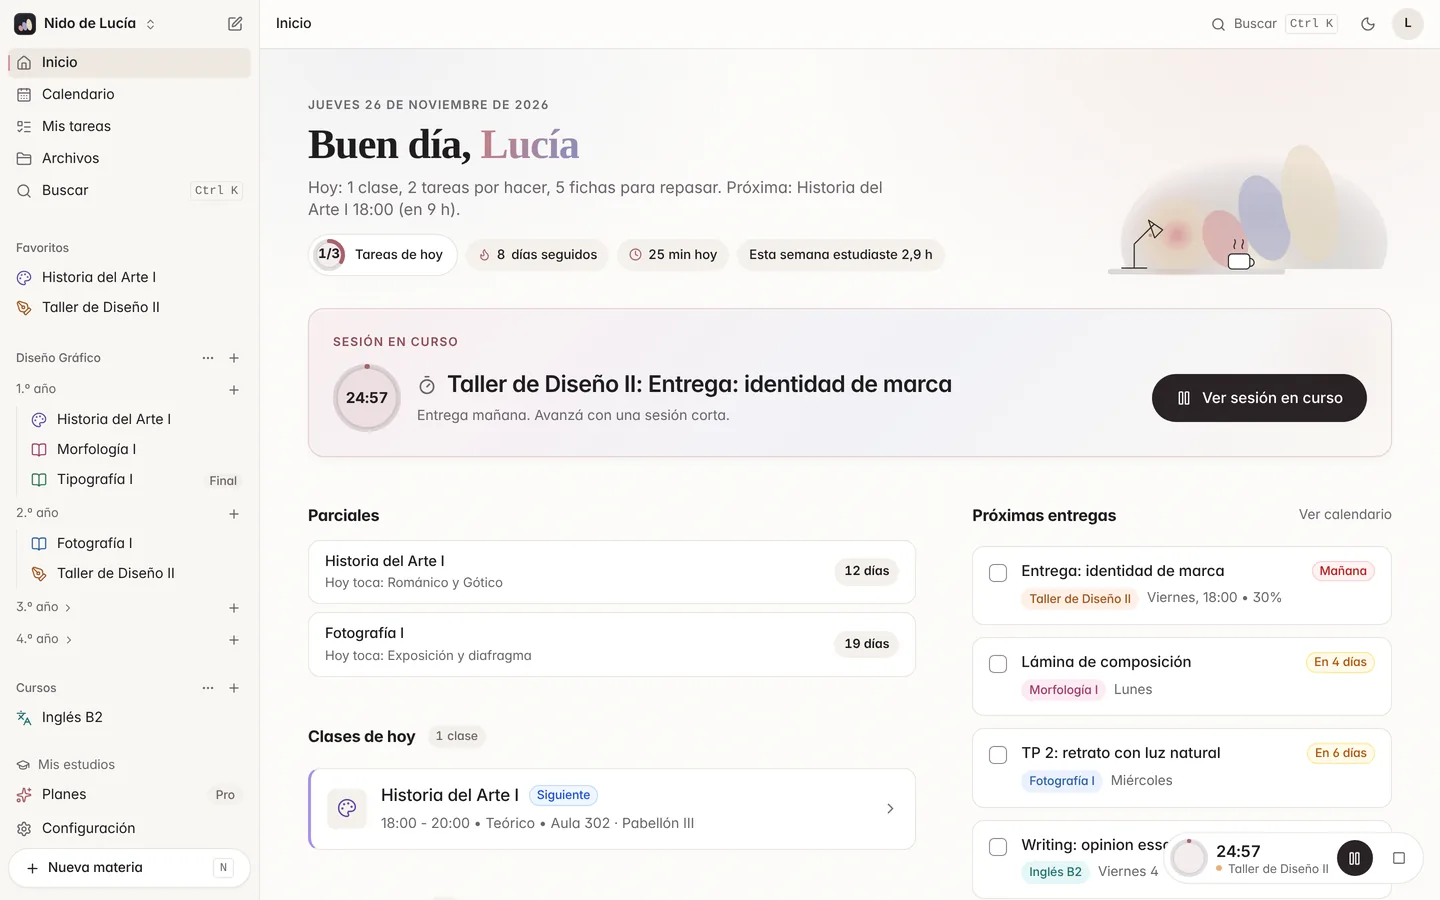 Nido de Lucía
Inicio
Calendario
Mis tareas
Archivos
Buscar Ctrl K
Favoritos
Historia del Arte I
Taller de Diseño II
Diseño Gráfico
1.º año
Historia del Arte I
Morfología I
Tipografía I Final
2.º año
Fotografía I
Taller de Diseño II
3.º año
4.º año
Cursos
Inglés B2
Mis estudios
Planes Pro
Configuración
Nueva materia N
Inicio
Buscar Ctrl K
L
JUEVES 26 DE NOVIEMBRE DE 2026
Buen día, Lucía
Hoy: 1 clase, 2 tareas por hacer, 5 fichas para repasar. Próxima: Historia del
Arte I 18:00 (en 9 h).
1/3 Tareas de hoy
8 días seguidos
25 min hoy
Esta semana estudiaste 2,9 h
SESIÓN EN CURSO
24:57
Taller de Diseño II: Entrega: identidad de marca
Entrega mañana. Avanzá con una sesión corta.
Ver sesión en curso
Parciales
Historia del Arte I
Hoy toca: Románico y Gótico
12 días
Fotografía I
Hoy toca: Exposición y diafragma
19 días
Clases de hoy 1 clase
Historia del Arte I Siguiente
18:00 - 20:00 • Teórico • Aula 302 · Pabellón III
Próximas entregas Ver calendario
Entrega: identidad de marca Mañana
Taller de Diseño II Viernes, 18:00 • 30%
Lámina de composición En 4 días
Morfología I Lunes
TP 2: retrato con luz natural En 6 días
Fotografía I Miércoles
Writing: opinion
Inglés B2 Viernes 4
24:57
Taller de Diseño II